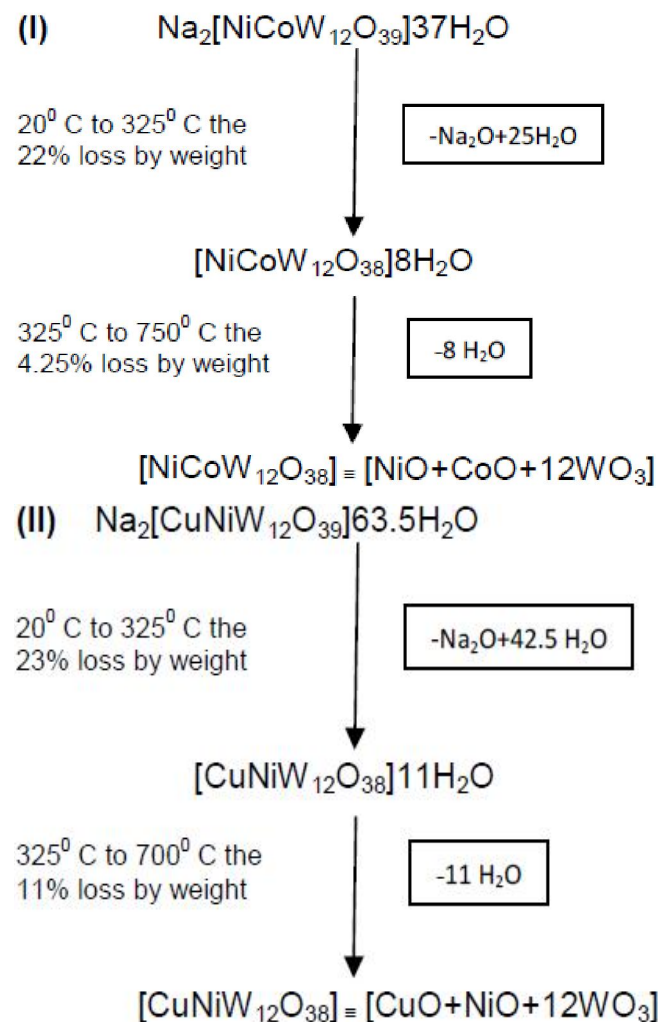 (I) Na₂[NiCoW₁₂O₃₉]37H₂O
20⁰ C to 325⁰ C the
22% loss by weight
-Na₂O+25H₂O
[NiCoW₁₂O₃₈]8H₂O
325⁰ C to 750⁰ C the
4.25% loss by weight
-8 H₂O
[NiCoW₁₂O₃₈] ≡ [NiO+CoO+12WO₃]
(II) Na₂[CuNiW₁₂O₃₉]63.5H₂O
20⁰ C to 325⁰ C the
23% loss by weight
-Na₂O+42.5 H₂O
[CuNiW₁₂O₃₈]11H₂O
325⁰ C to 700⁰ C the
11% loss by weight
-11 H₂O
[CuNiW₁₂O₃₈] ≡ [CuO+NiO+12WO₃]